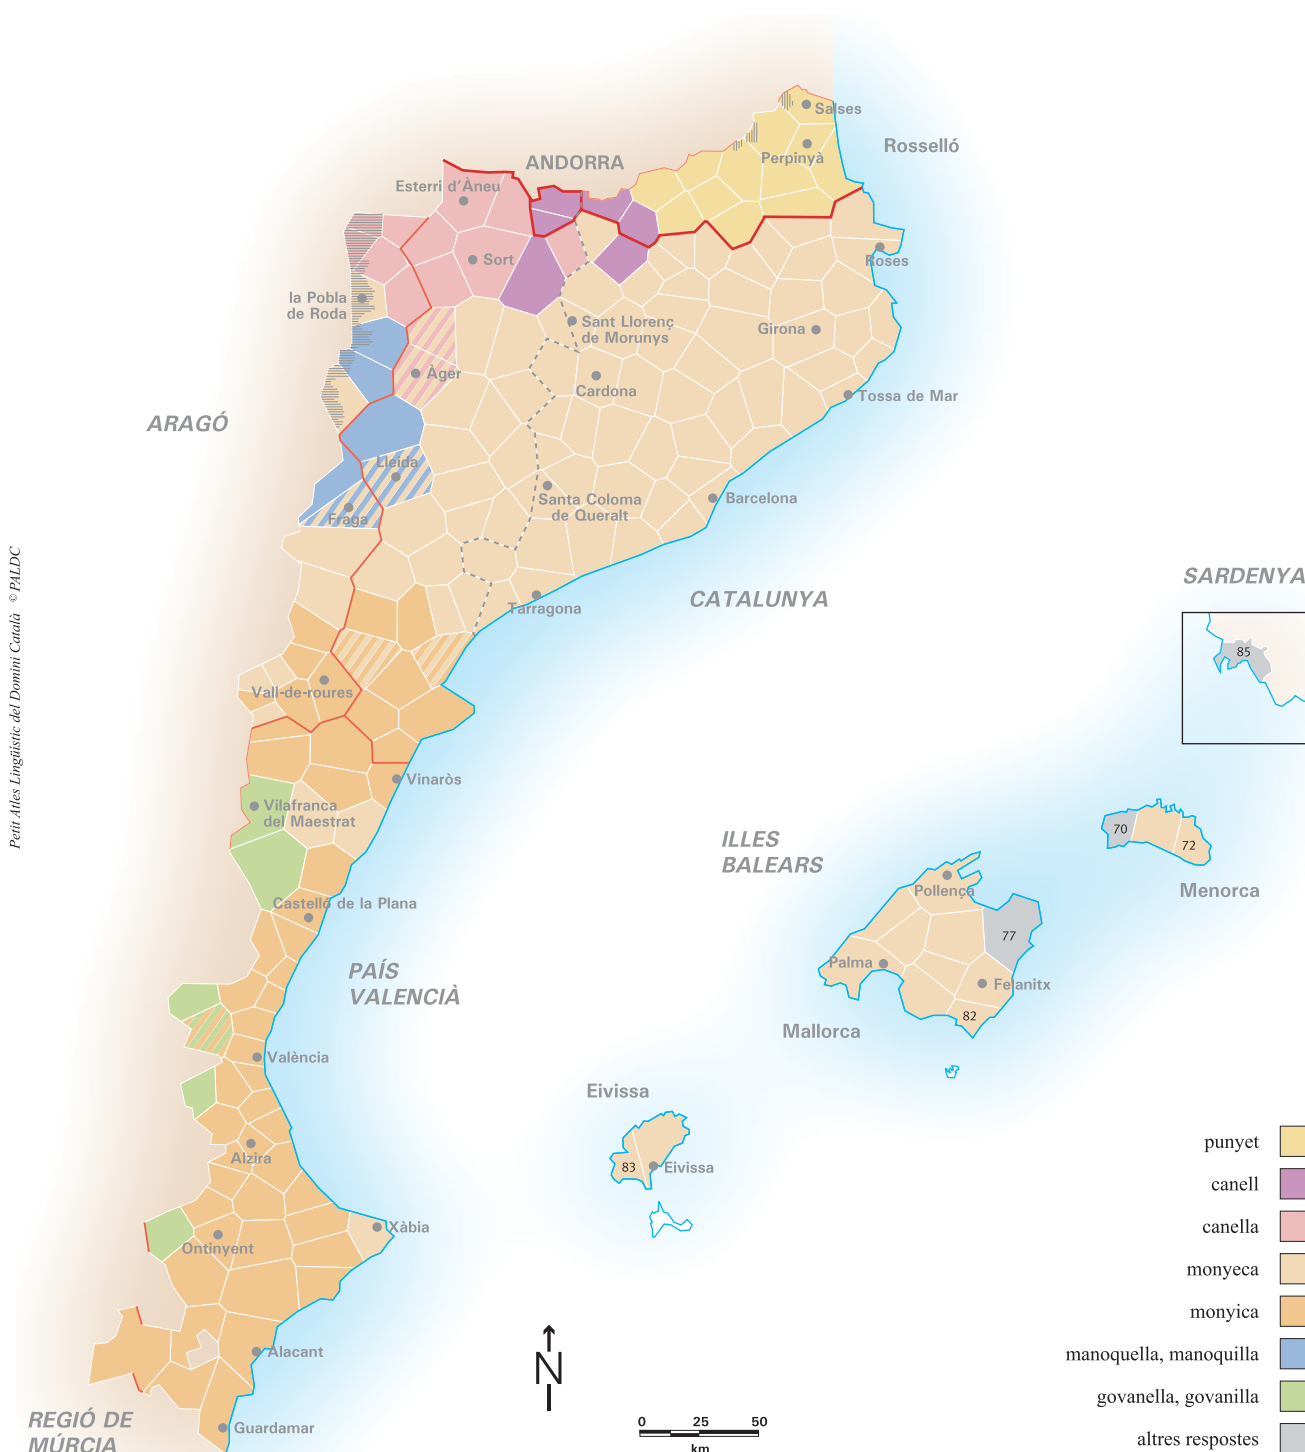 Salses
Rosselló
Perpinyà
ANDORRA
Esterri d'Àneu
Sort
Roses
la Pobla
de Roda
Sant Llorenç
de Morunys
Girona
Àger
Cardona
Tossa de Mar
ARAGÓ
Lleida
Santa Coloma
de Queralt
Barcelona
Fraga
Petit Atles Lingüístic del Domini Català © PALDC
SARDENYA
CATALUNYA
Tarragona
85
Vall-de-roures
Vinaròs
Vilafranca
del Maestrat
70
72
ILLES
BALEARS
Menorca
Pollença
Castelló de la Plana
77
Palma
PAÍS
VALENCIÀ
Felanitx
82
Mallorca
València
Eivissa
Alzira
83
Eivissa
punyet
canell
Xàbia
canella
Ontinyent
monyeca
monyica
Alacant
manoquella, manoquilla
N
govanella, govanilla
REGIÓ DE
MÚRCIA
Guardamar
0 25 50
km
altres respostes